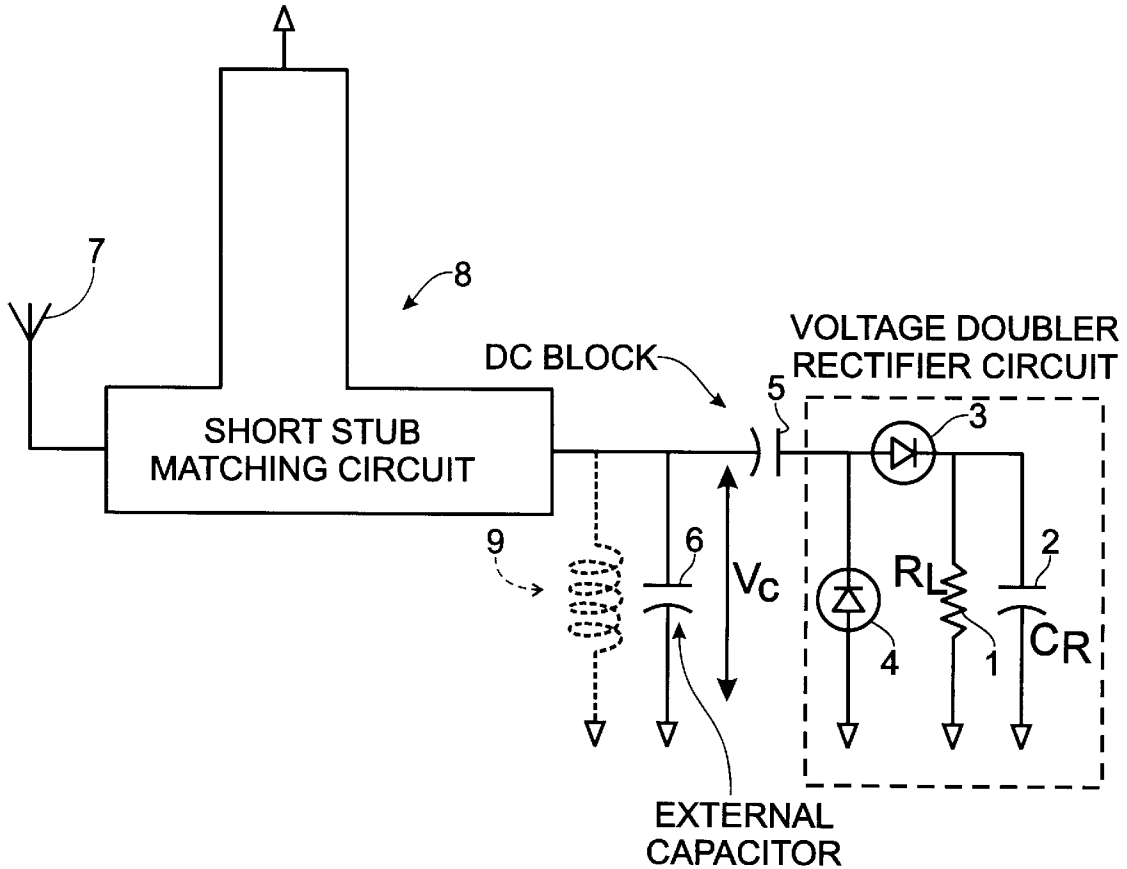 7
8
VOLTAGE DOUBLER
RECTIFIER CIRCUIT
DC BLOCK
5
3
SHORT STUB
MATCHING CIRCUIT
9
6
VC
2
RL
4
1
CR
EXTERNAL
CAPACITOR